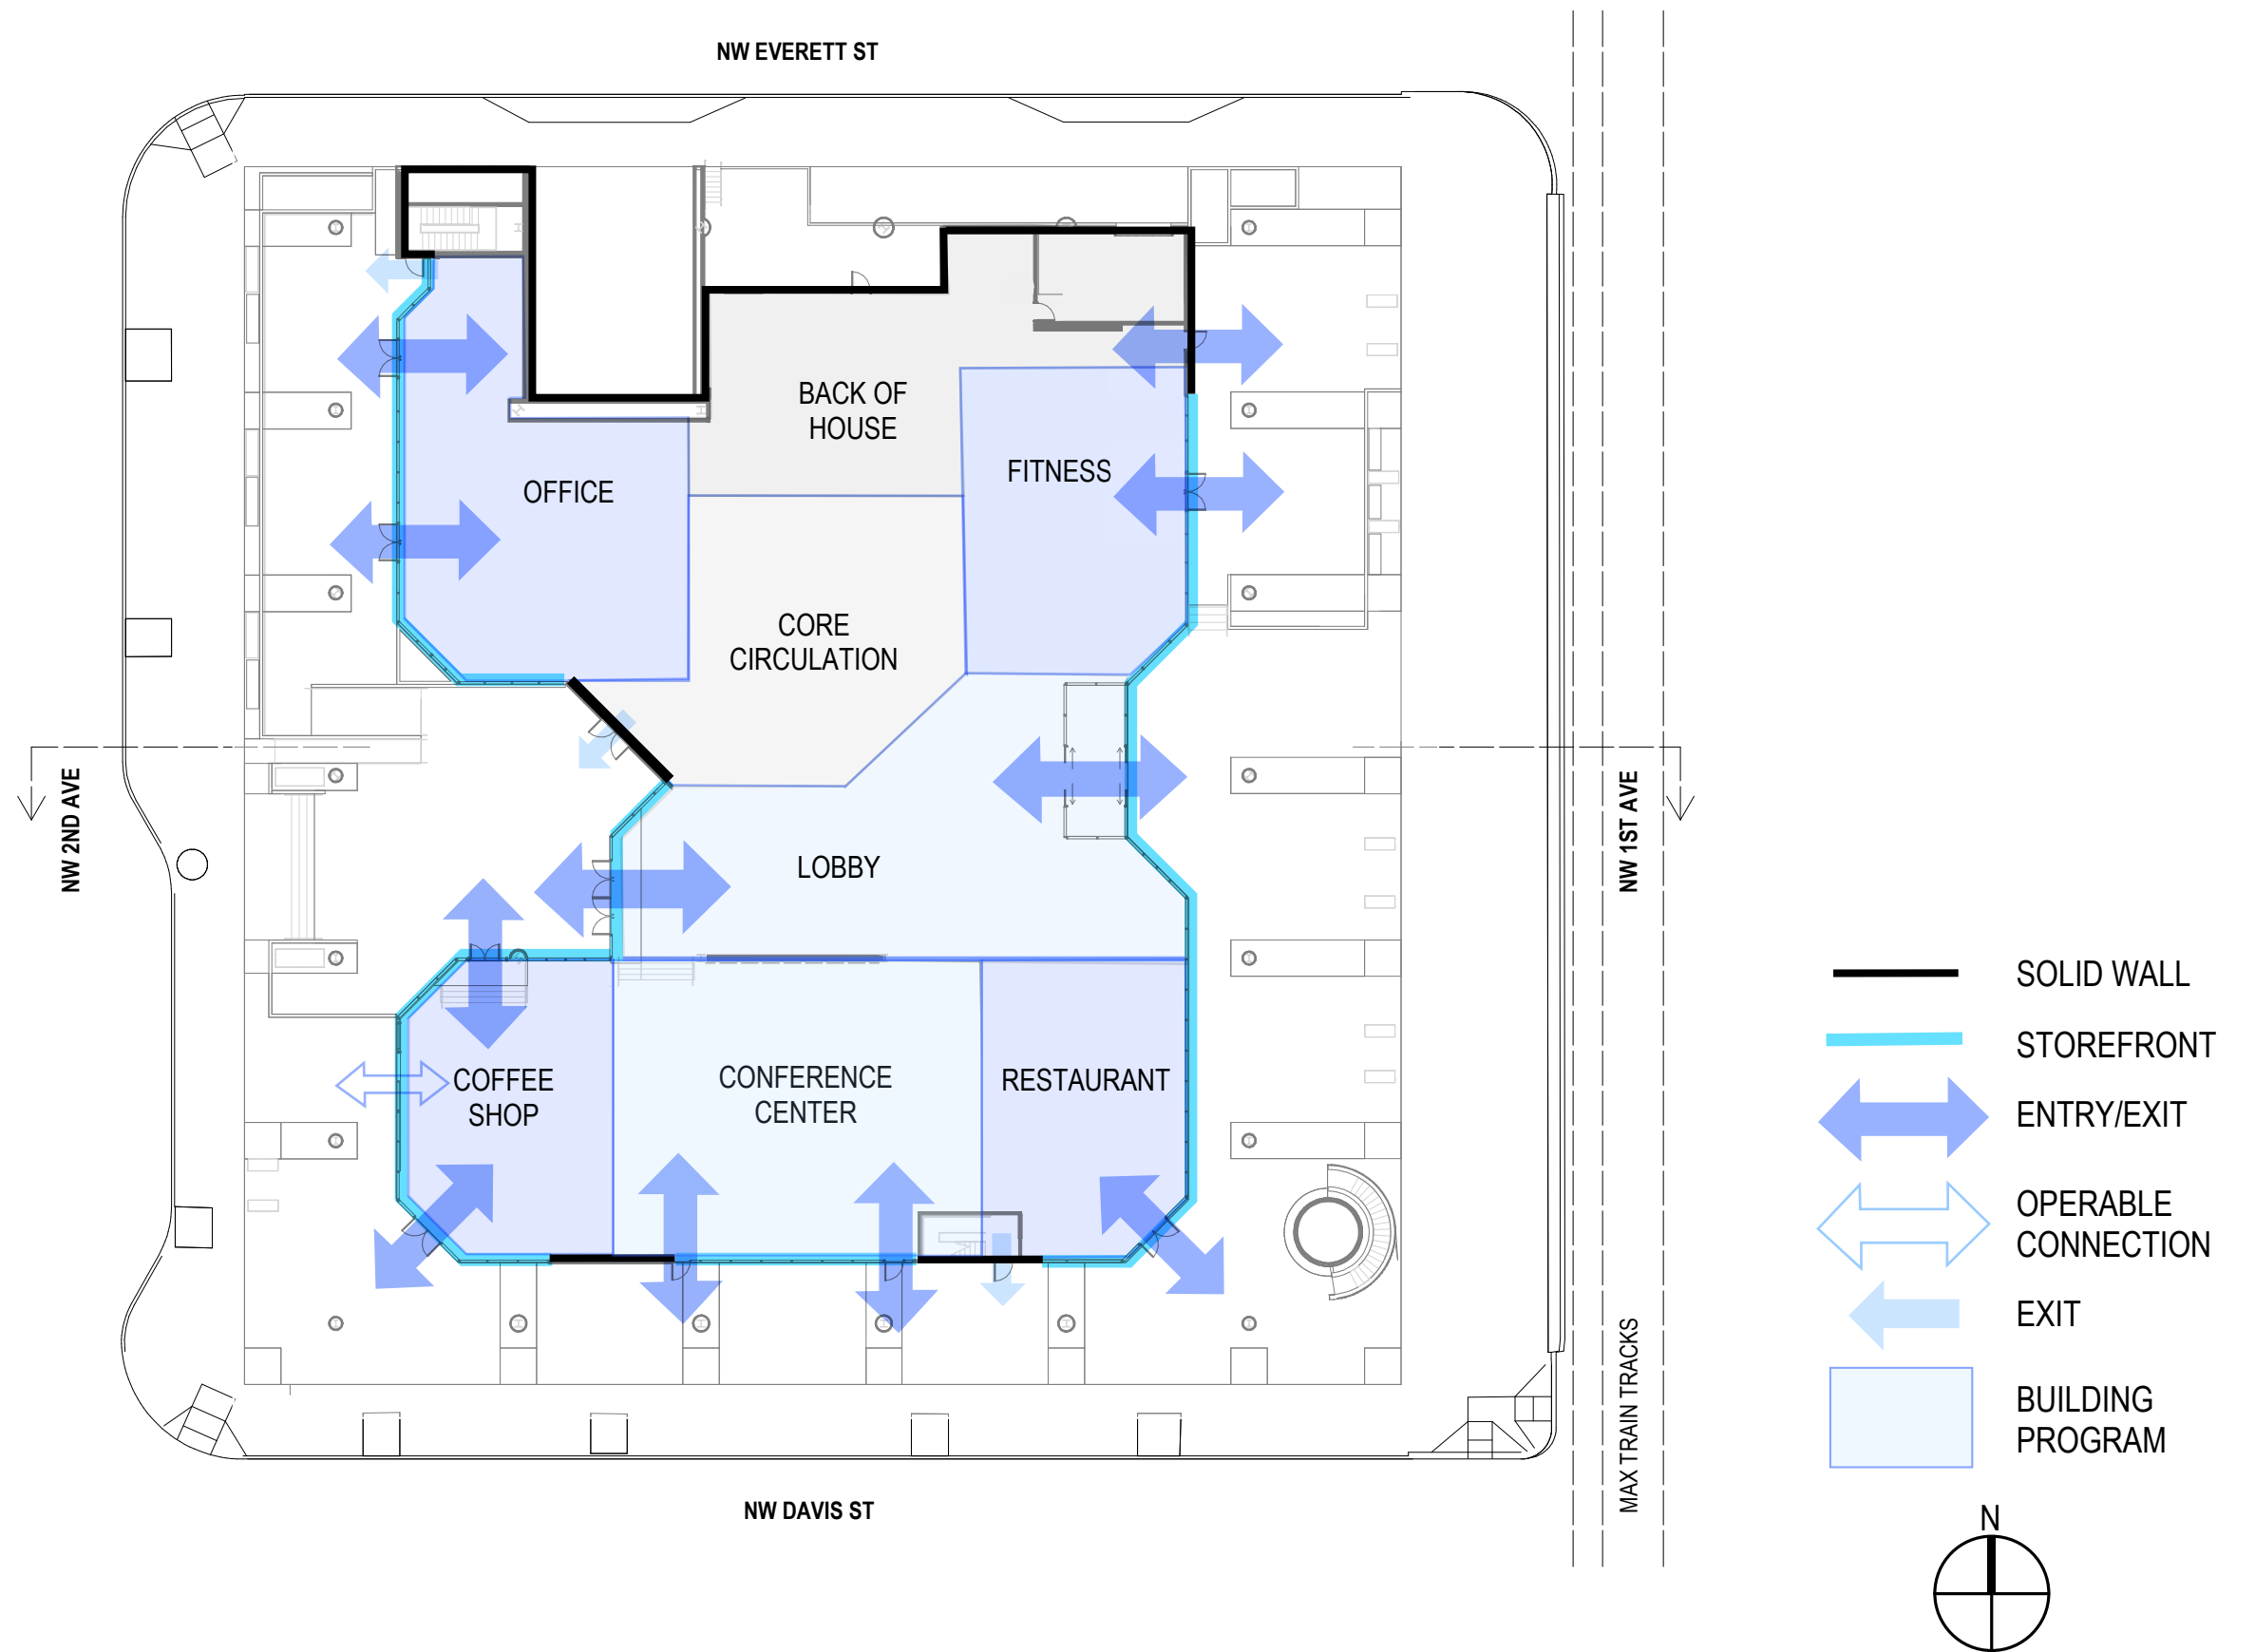 NW EVERETT ST
BACK OF
HOUSE
FITNESS
OFFICE
CORE
CIRCULATION
NW 2ND AVE
NW 1ST AVE
LOBBY
COFFEE
SHOP
CONFERENCE
CENTER
RESTAURANT
MAX TRAIN TRACKS
NW DAVIS ST
SOLID WALL
STOREFRONT
ENTRY/EXIT
OPERABLE
CONNECTION
EXIT
BUILDING
PROGRAM
N